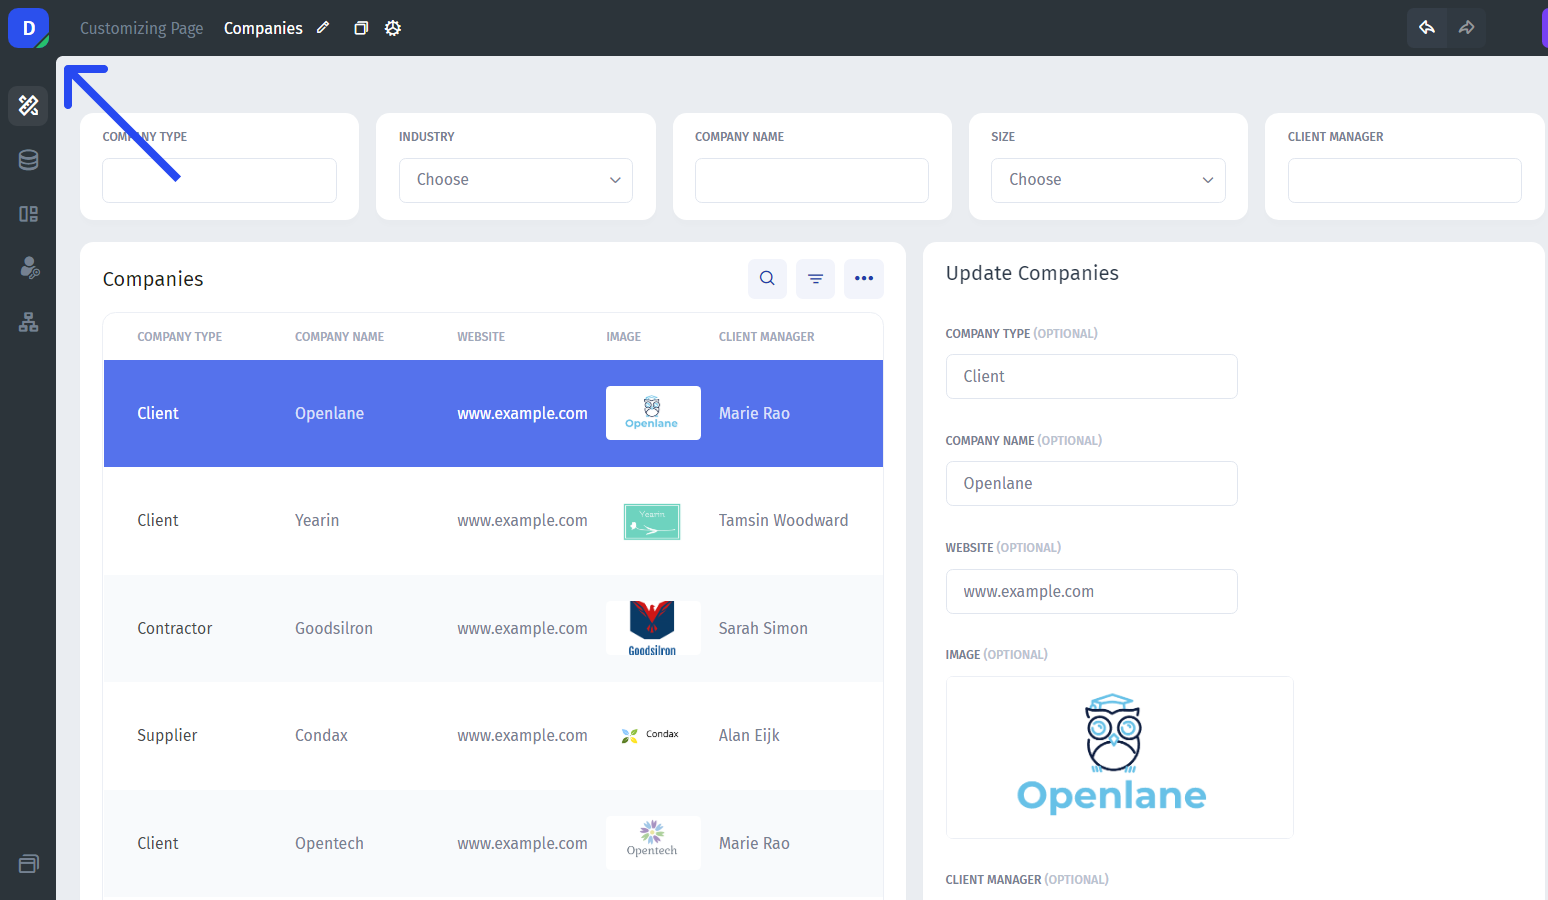 D Customizing Page Companies
COMPANY TYPE INDUSTRY COMPANY NAME SIZE CLIENT MANAGER
Choose Choose
Companies
COMPANY TYPE COMPANY NAME WEBSITE IMAGE CLIENT MANAGER
Client Openlane www.example.com Openlane Marie Rao
Client Yearin www.example.com Yearin Tamsin Woodward
Contractor Goodsilron www.example.com Goodsilron Sarah Simon
Supplier Condax www.example.com Condax Alan Eijk
Client Opentech www.example.com Opentech Marie Rao
Update Companies
COMPANY TYPE (OPTIONAL)
Client
COMPANY NAME (OPTIONAL)
Openlane
WEBSITE (OPTIONAL)
www.example.com
IMAGE (OPTIONAL)
Openlane
CLIENT MANAGER (OPTIONAL)